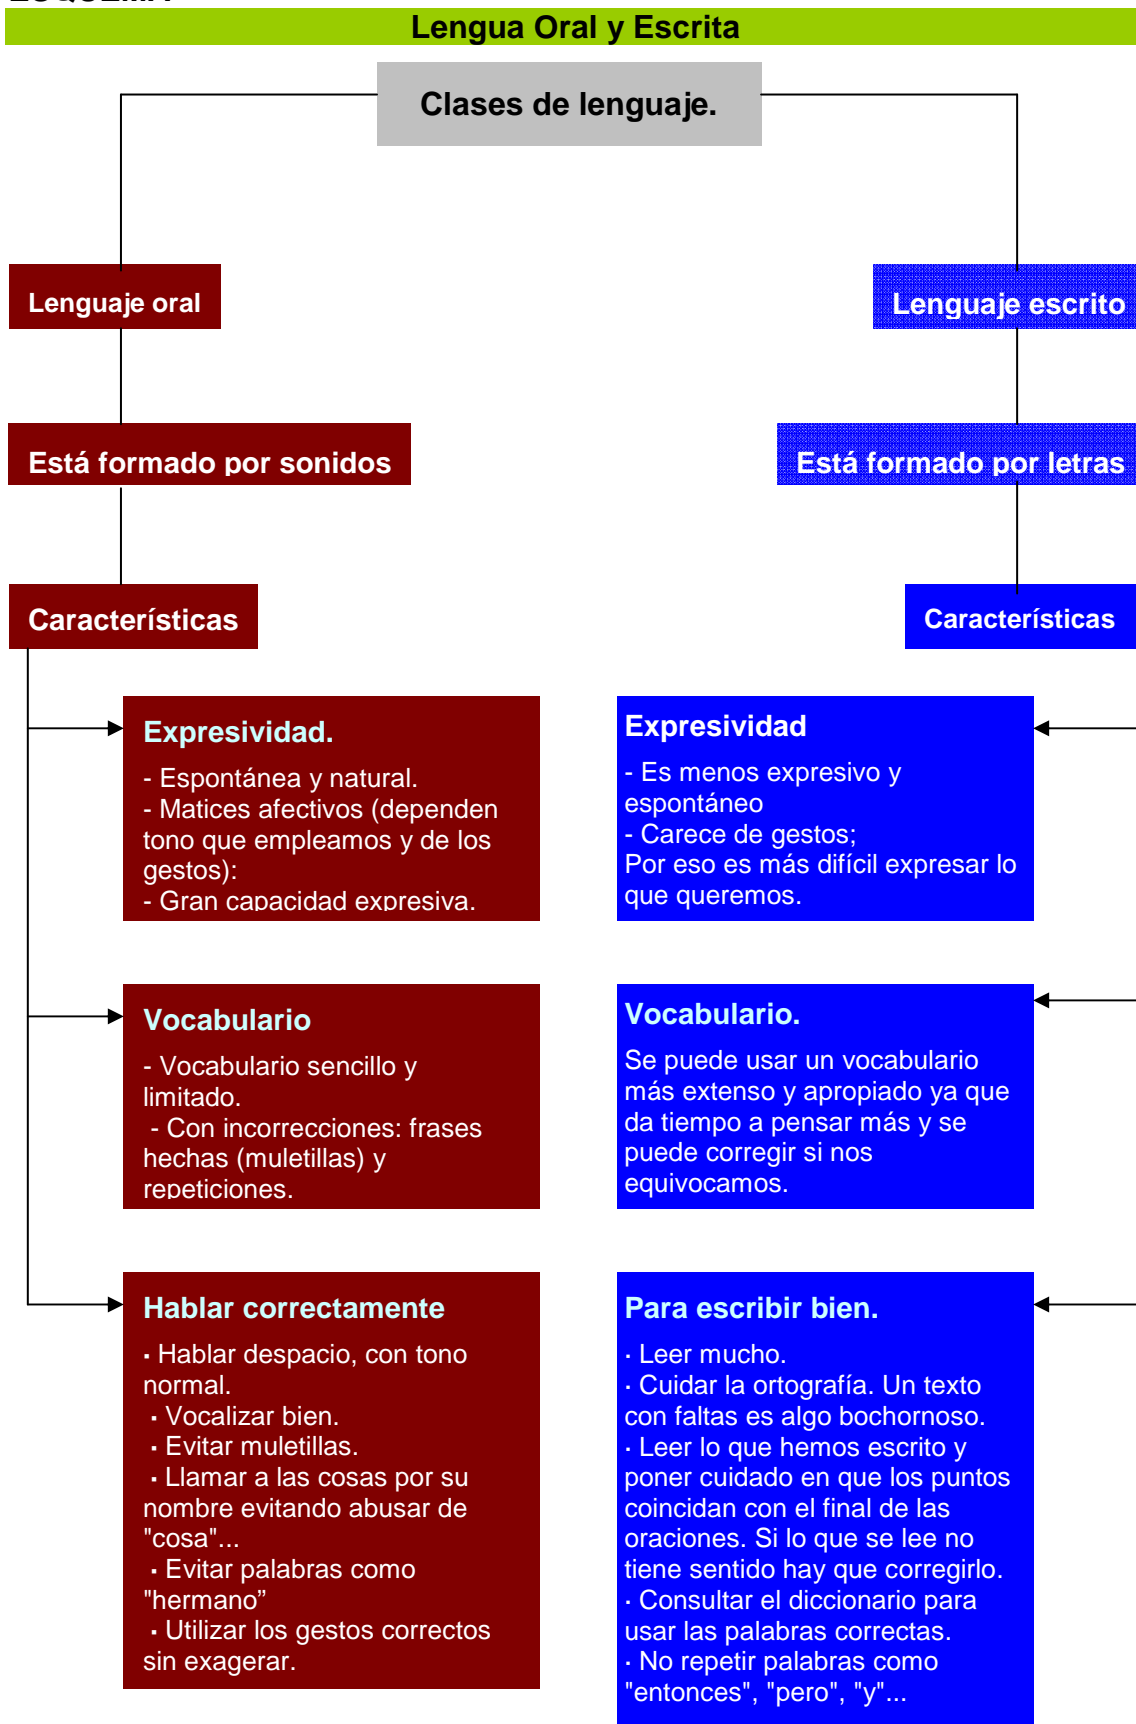 Lengua Oral y Escrita
Clases de lenguaje.
Lenguaje oral
Lenguaje escrito
Está formado por sonidos
Está formado por letras
Características
Características
Expresividad.
- Espontánea y natural.
- Matices afectivos (dependen
tono que empleamos y de los
gestos):
- Gran capacidad expresiva.
Expresividad
- Es menos expresivo y
espontáneo
- Carece de gestos;
Por eso es más difícil expresar lo
que queremos.
Vocabulario
- Vocabulario sencillo y
limitado.
- Con incorrecciones: frases
hechas (muletillas) y
repeticiones.
Vocabulario.
Se puede usar un vocabulario
más extenso y apropiado ya que
da tiempo a pensar más y se
puede corregir si nos
equivocamos.
Hablar correctamente
· Hablar despacio, con tono
normal.
· Vocalizar bien.
· Evitar muletillas.
· Llamar a las cosas por su
nombre evitando abusar de
"cosa"...
· Evitar palabras como
"hermano”
· Utilizar los gestos correctos
sin exagerar.
Para escribir bien.
· Leer mucho.
· Cuidar la ortografía. Un texto
con faltas es algo bochornoso.
· Leer lo que hemos escrito y
poner cuidado en que los puntos
coincidan con el final de las
oraciones. Si lo que se lee no
tiene sentido hay que corregirlo.
· Consultar el diccionario para
usar las palabras correctas.
· No repetir palabras como
"entonces", "pero", "y"...